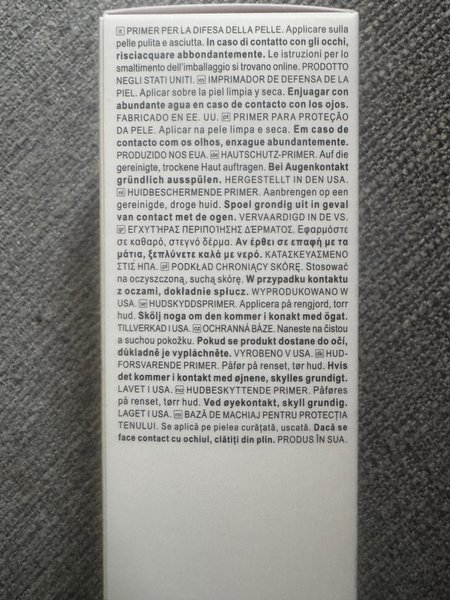 it PRIMER PER LA DIFESA DELLA PELLE. Applicare sulla
pelle pulita e asciutta. In caso di contatto con gli occhi,
risciacquare abbondantemente. Le istruzioni per lo
smaltimento dell'imballaggio si trovano online. PRODOTTO
NEGLI STATI UNITI. es IMPRIMADOR DE DEFENSA DE LA
PIEL. Aplicar sobre la piel limpia y seca. Enjuagar con
abundante agua en caso de contacto con los ojos.
FABRICADO EN EE. UU. pt PRIMER PARA PROTEÇÃO
DA PELE. Aplicar na pele limpa e seca. Em caso de
contacto com os olhos, enxague abundantemente.
PRODUZIDO NOS EUA. de HAUTSCHUTZ-PRIMER. Auf die
gereinigte, trockene Haut auftragen. Bei Augenkontakt
gründlich ausspülen. HERGESTELLT IN DEN USA.
nl HUIDBESCHERMENDE PRIMER. Aanbrengen op een
gereinigde, droge huid. Spoel grondig uit in geval
van contact met de ogen. VERVAARDIGD IN DE VS.
gr ΕΓΧΥΤΗΡΑΣ ΠΕΡΙΠΟΙΗΣΗΣ ΔΕΡΜΑΤΟΣ. Εφαρμόστε
σε καθαρό, στεγνό δέρμα. Αν έρθει σε επαφή με τα
μάτια, ξεπλύνετε καλά με νερό. ΚΑΤΑΣΚΕΥΑΣΜΕΝΟ
ΣΤΙΣ ΗΠΑ. pl PODKŁAD CHRONIĄCY SKÓRĘ. Stosować
na oczyszczoną, suchą skórę. W przypadku kontaktu
z oczami, dokładnie spłucz. WYPRODUKOWANO W
USA. se HUDSKYDDSPRIMER. Applicera på rengjord, torr
hud. Skölj noga om den kommer i kontakt med ögat.
TILLVERKAD I USA. cz OCHRANNÁ BÁZE. Naneste na čistou
a suchou pokožku. Pokud se produkt dostane do očí,
důkladně je vypláchněte. VYROBENO V USA. dk HUD-
FORSVARENDE PRIMER. Påfør på renset, tør hud. Hvis
det kommer i kontakt med øjnene, skylles grundigt.
LAVET I USA. no HUDBESKYTTENDE PRIMER. Påføres
på renset, tørr hud. Ved øyekontakt, skyll grundig.
LAGET I USA. ro BAZĂ DE MACHIAJ PENTRU PROTECȚIA
TENULUI. Se aplică pe pielea curățată, uscată. Dacă se
face contact cu ochiul, clătiți din plin. PRODUS ÎN SUA.